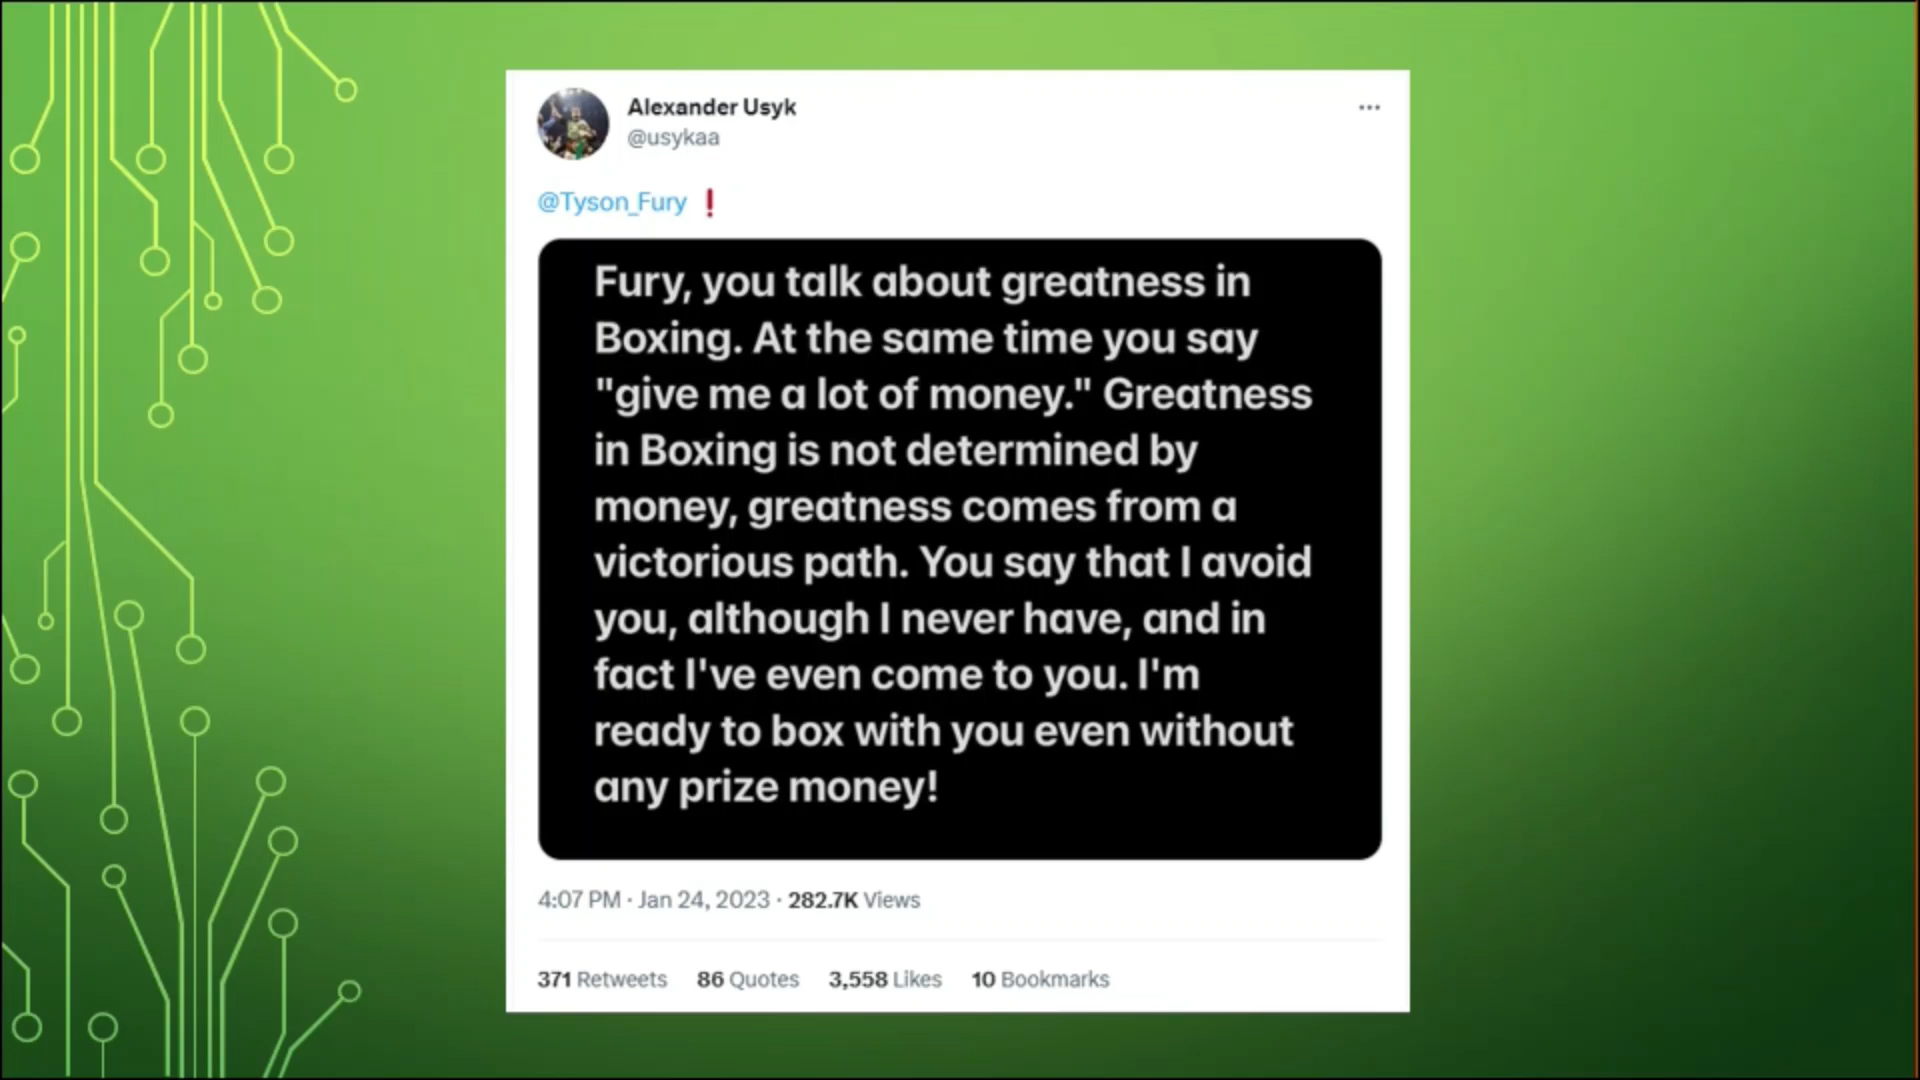 Alexander Usyk
@usykaa
@Tyson_Fury ❗
Fury, you talk about greatness in
Boxing. At the same time you say
"give me a lot of money." Greatness
in Boxing is not determined by
money, greatness comes from a
victorious path. You say that I avoid
you, although I never have, and in
fact I've even come to you. I'm
ready to box with you even without
any prize money!
4:07 PM · Jan 24, 2023 · 282.7K Views
371 Retweets 86 Quotes 3,558 Likes 10 Bookmarks